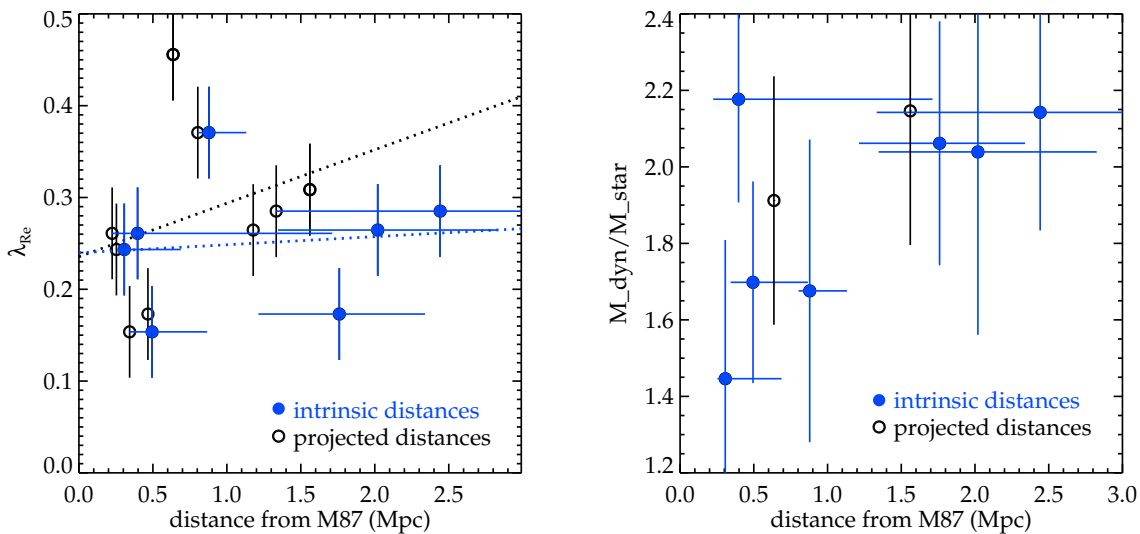 0.5
0.4
0.3
0.2
0.1
0.0
λRe
0.0 0.5 1.0 1.5 2.0 2.5
distance from M87 (Mpc)
intrinsic distances
projected distances
2.4
2.2
2.0
1.8
1.6
1.4
1.2
M_dyn/M_star
0.0 0.5 1.0 1.5 2.0 2.5 3.0
distance from M87 (Mpc)
intrinsic distances
projected distances